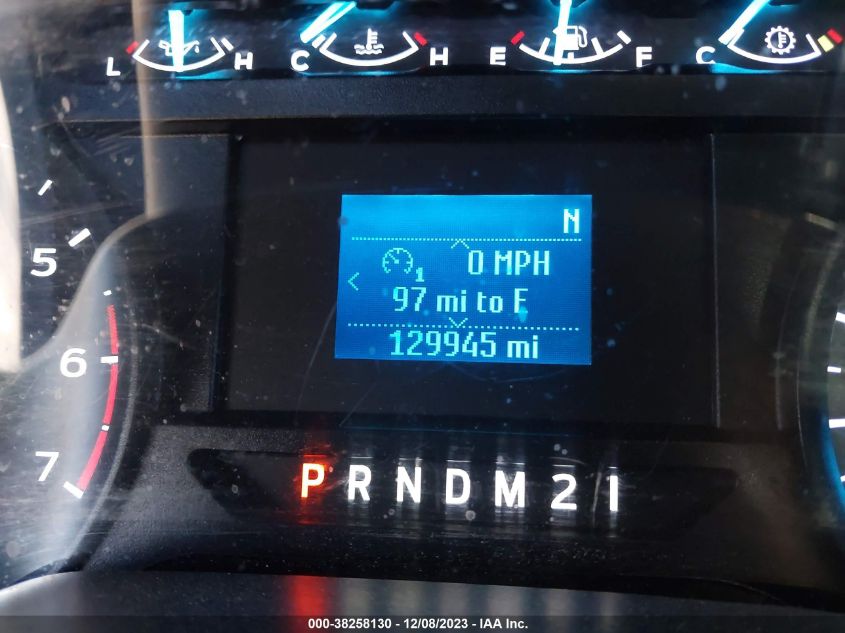 L H C H E F C
N
0 MPH
1
97 mi to E
129945 mi
5
6
7
P R N D M 2 1
000-38258130 - 12/08/2023 - IAA Inc.